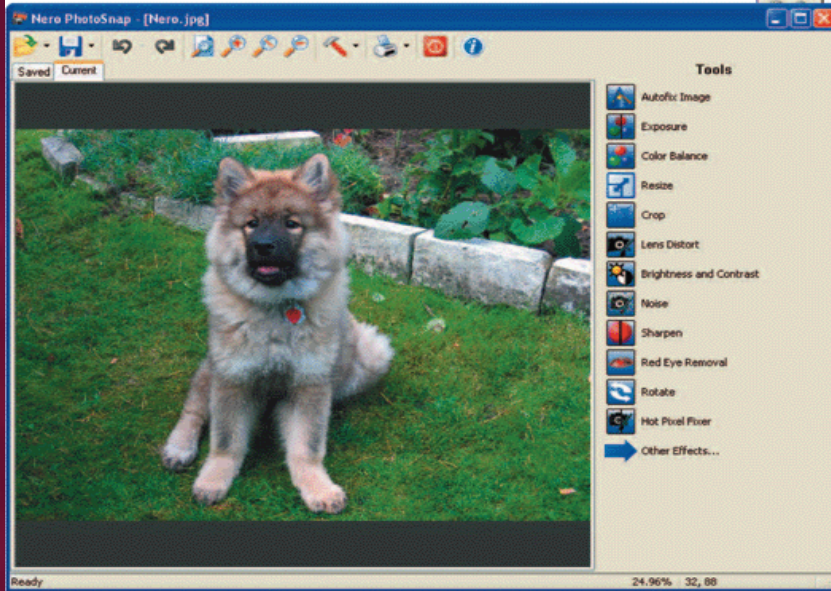 Nero PhotoSnap - [Nero.jpg]
Saved Current
Tools
Autofix Image
Exposure
Color Balance
Resize
Crop
Lens Distort
Brightness and Contrast
Noise
Sharpen
Red Eye Removal
Rotate
Hot Pixel Fixer
Other Effects...
Ready 24.96% 32, 88